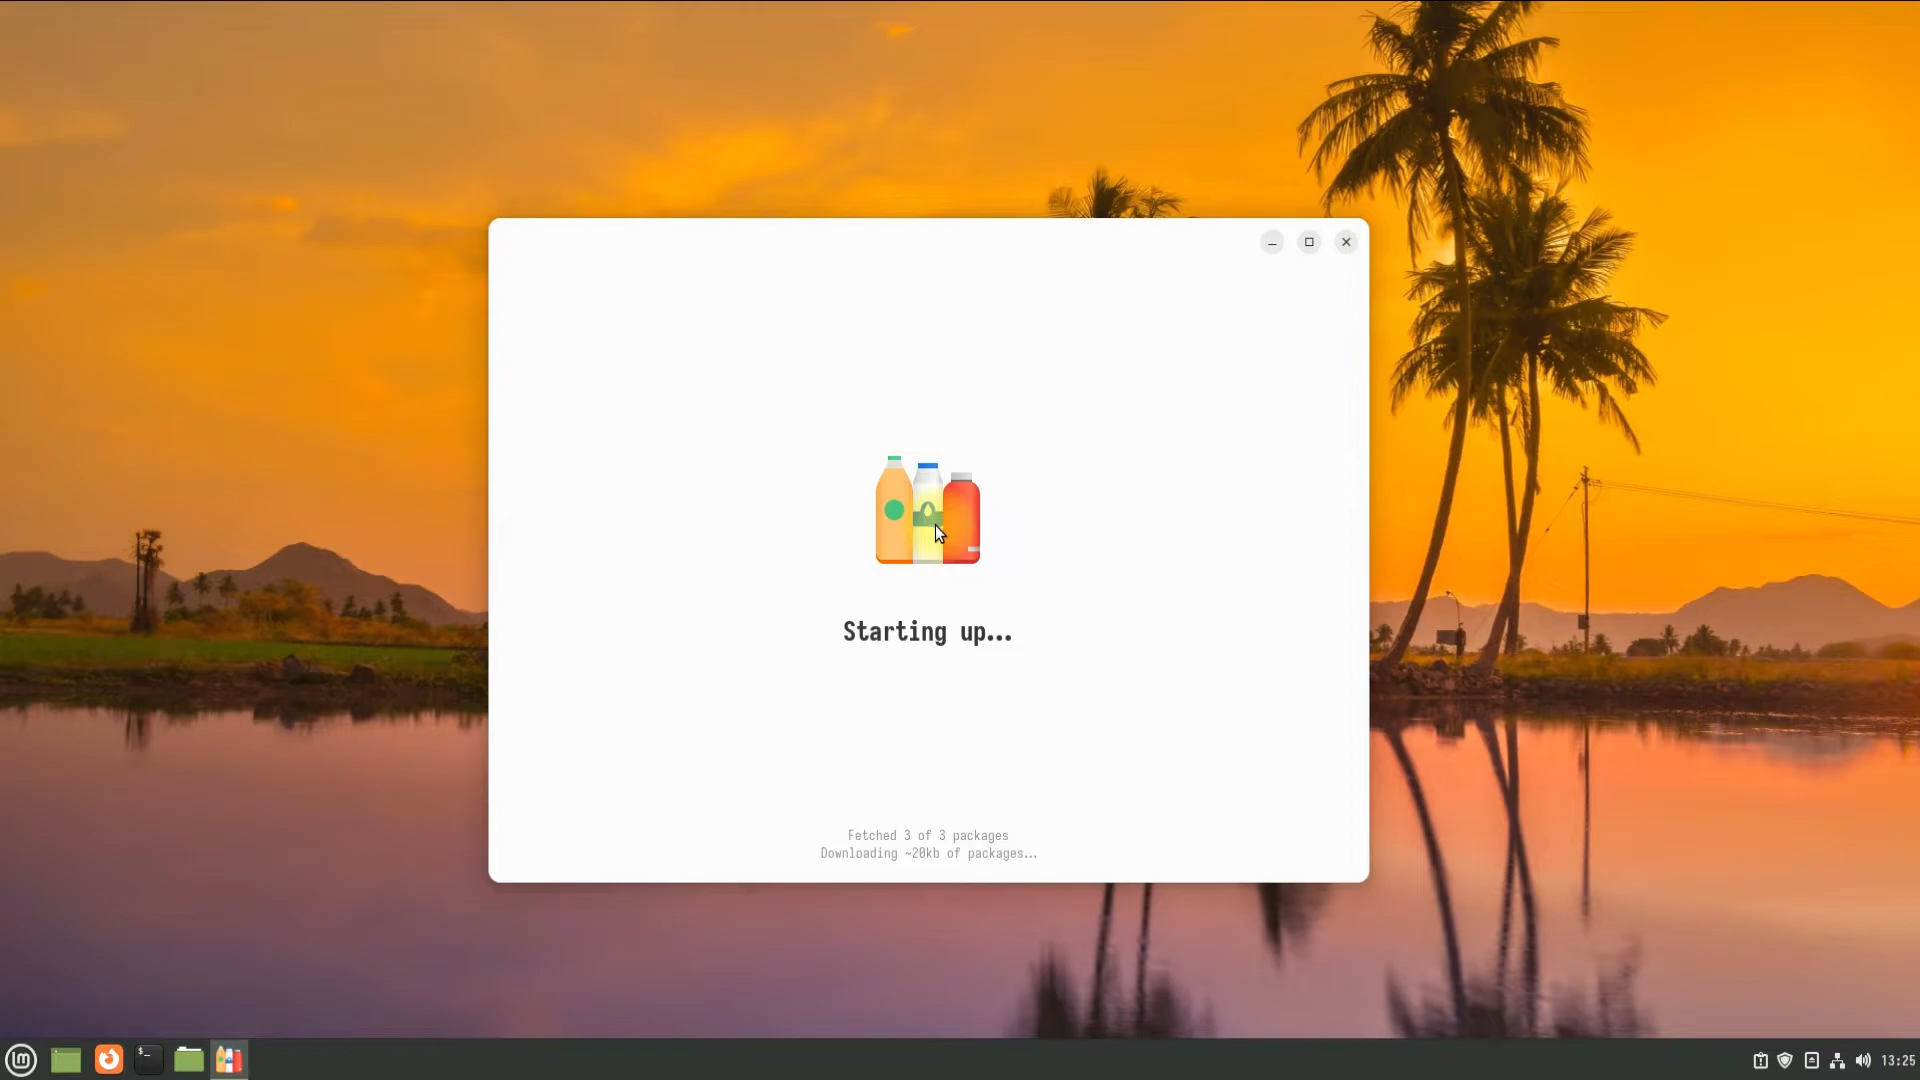 Starting up...
Fetched 3 of 3 packages
Downloading ~20kb of packages...
$_
13:25